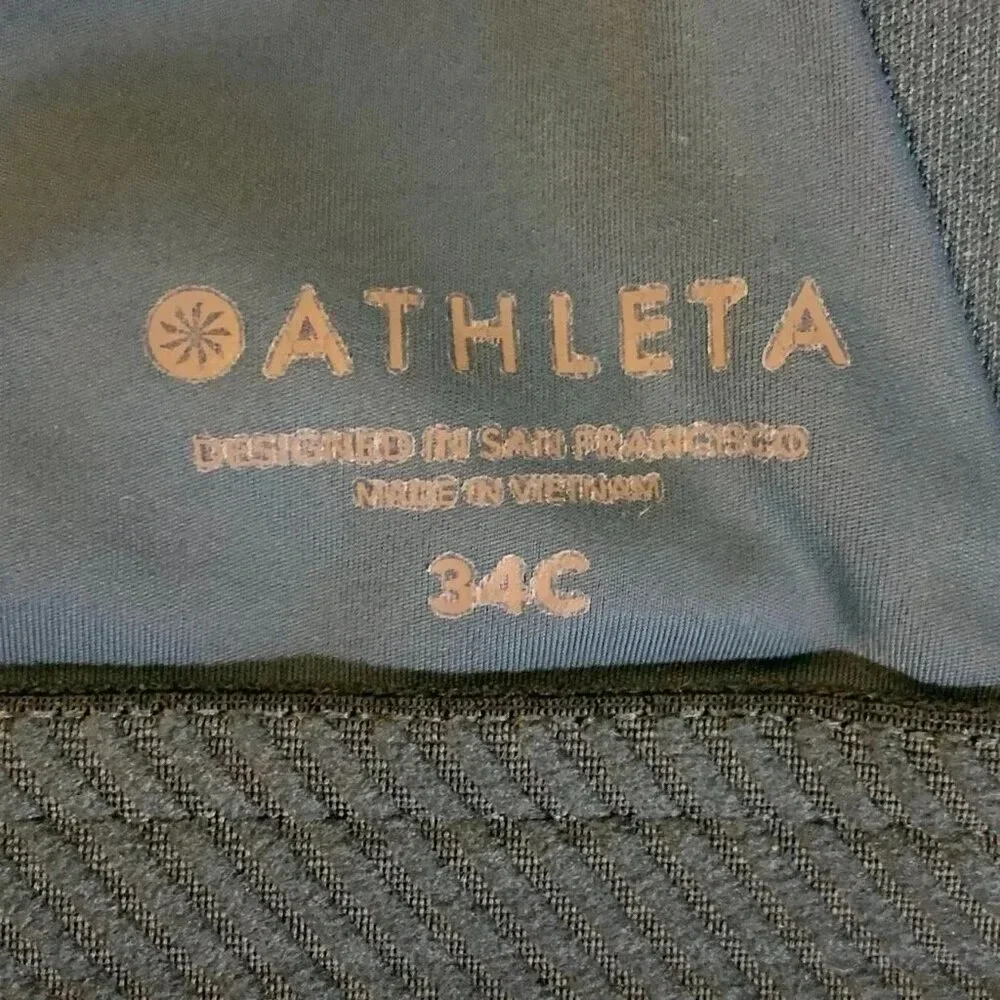 ATHLETA
DESIGNED IN SAN FRANCISCO
MADE IN VIETNAM
34C